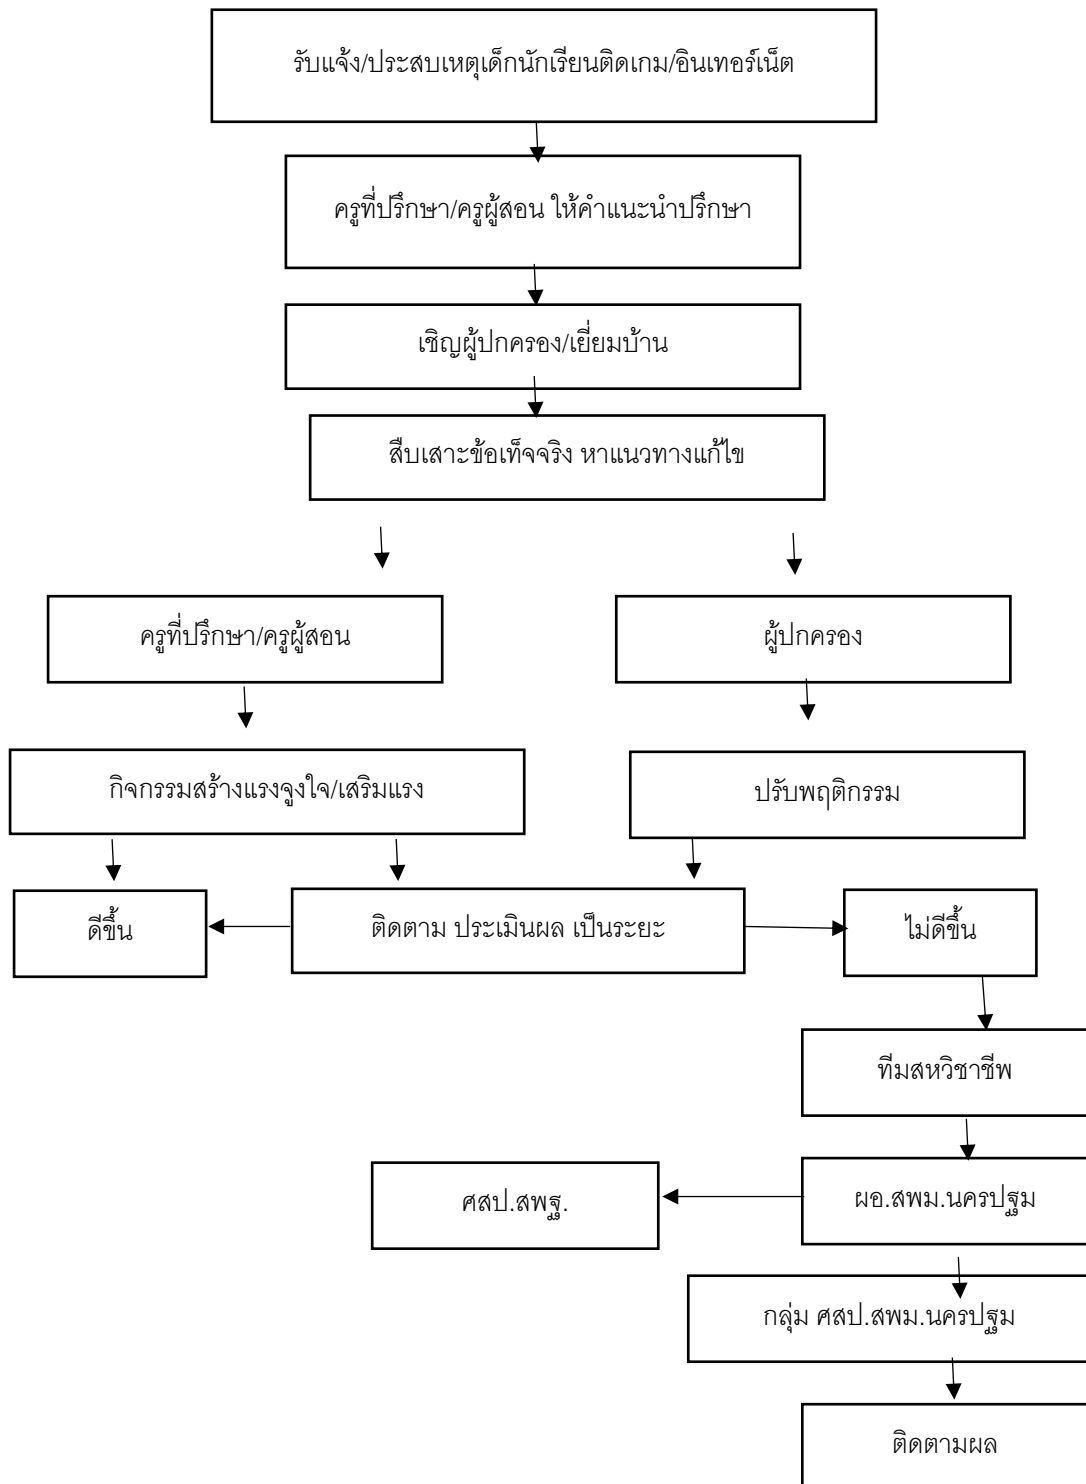 รับแจ้ง/ประสบเหตุเด็กนักเรียนติดเกม/อินเทอร์เน็ต
ครูที่ปรึกษา/ครูผู้สอน ให้คำแนะนำปรึกษา
เชิญผู้ปกครอง/เยี่ยมบ้าน
สืบเสาะข้อเท็จจริง หาแนวทางแก้ไข
ครูที่ปรึกษา/ครูผู้สอน
ผู้ปกครอง
กิจกรรมสร้างแรงจูงใจ/เสริมแรง
ปรับพฤติกรรม
ดีขึ้น
ติดตาม ประเมินผล เป็นระยะ
ไม่ดีขึ้น
ทีมสหวิชาชีพ
ศสป.สพฐ.
ผอ.สพม.นครปฐม
กลุ่ม ศสป.สพม.นครปฐม
ติดตามผล